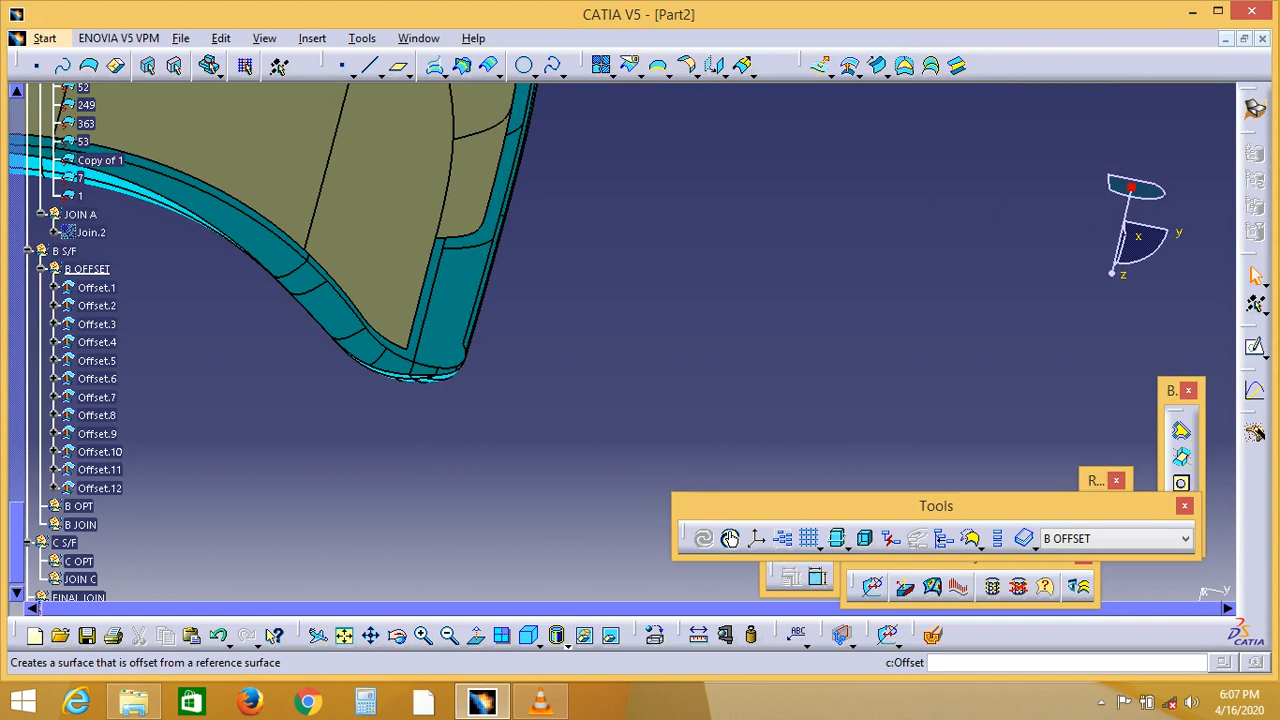 CATIA V5 - [Part2]
Start ENOVIA V5 VPM File Edit View Insert Tools Window Help
52
249
363
53
Copy of 1
7
1
JOIN A
Join.2
B S/F
B OFFSET
Offset.1
Offset.2
Offset.3
Offset.4
Offset.5
Offset.6
Offset.7
Offset.8
Offset.9
Offset.10
Offset.11
Offset.12
B OPT
B JOIN
C S/F
C OPT
JOIN C
FINAL JOIN
x
y
z
B.
R...
Tools
B OFFSET
ABC
DS
CATIA
Creates a surface that is offset from a reference surface
c:Offset
6:07 PM
4/16/2020